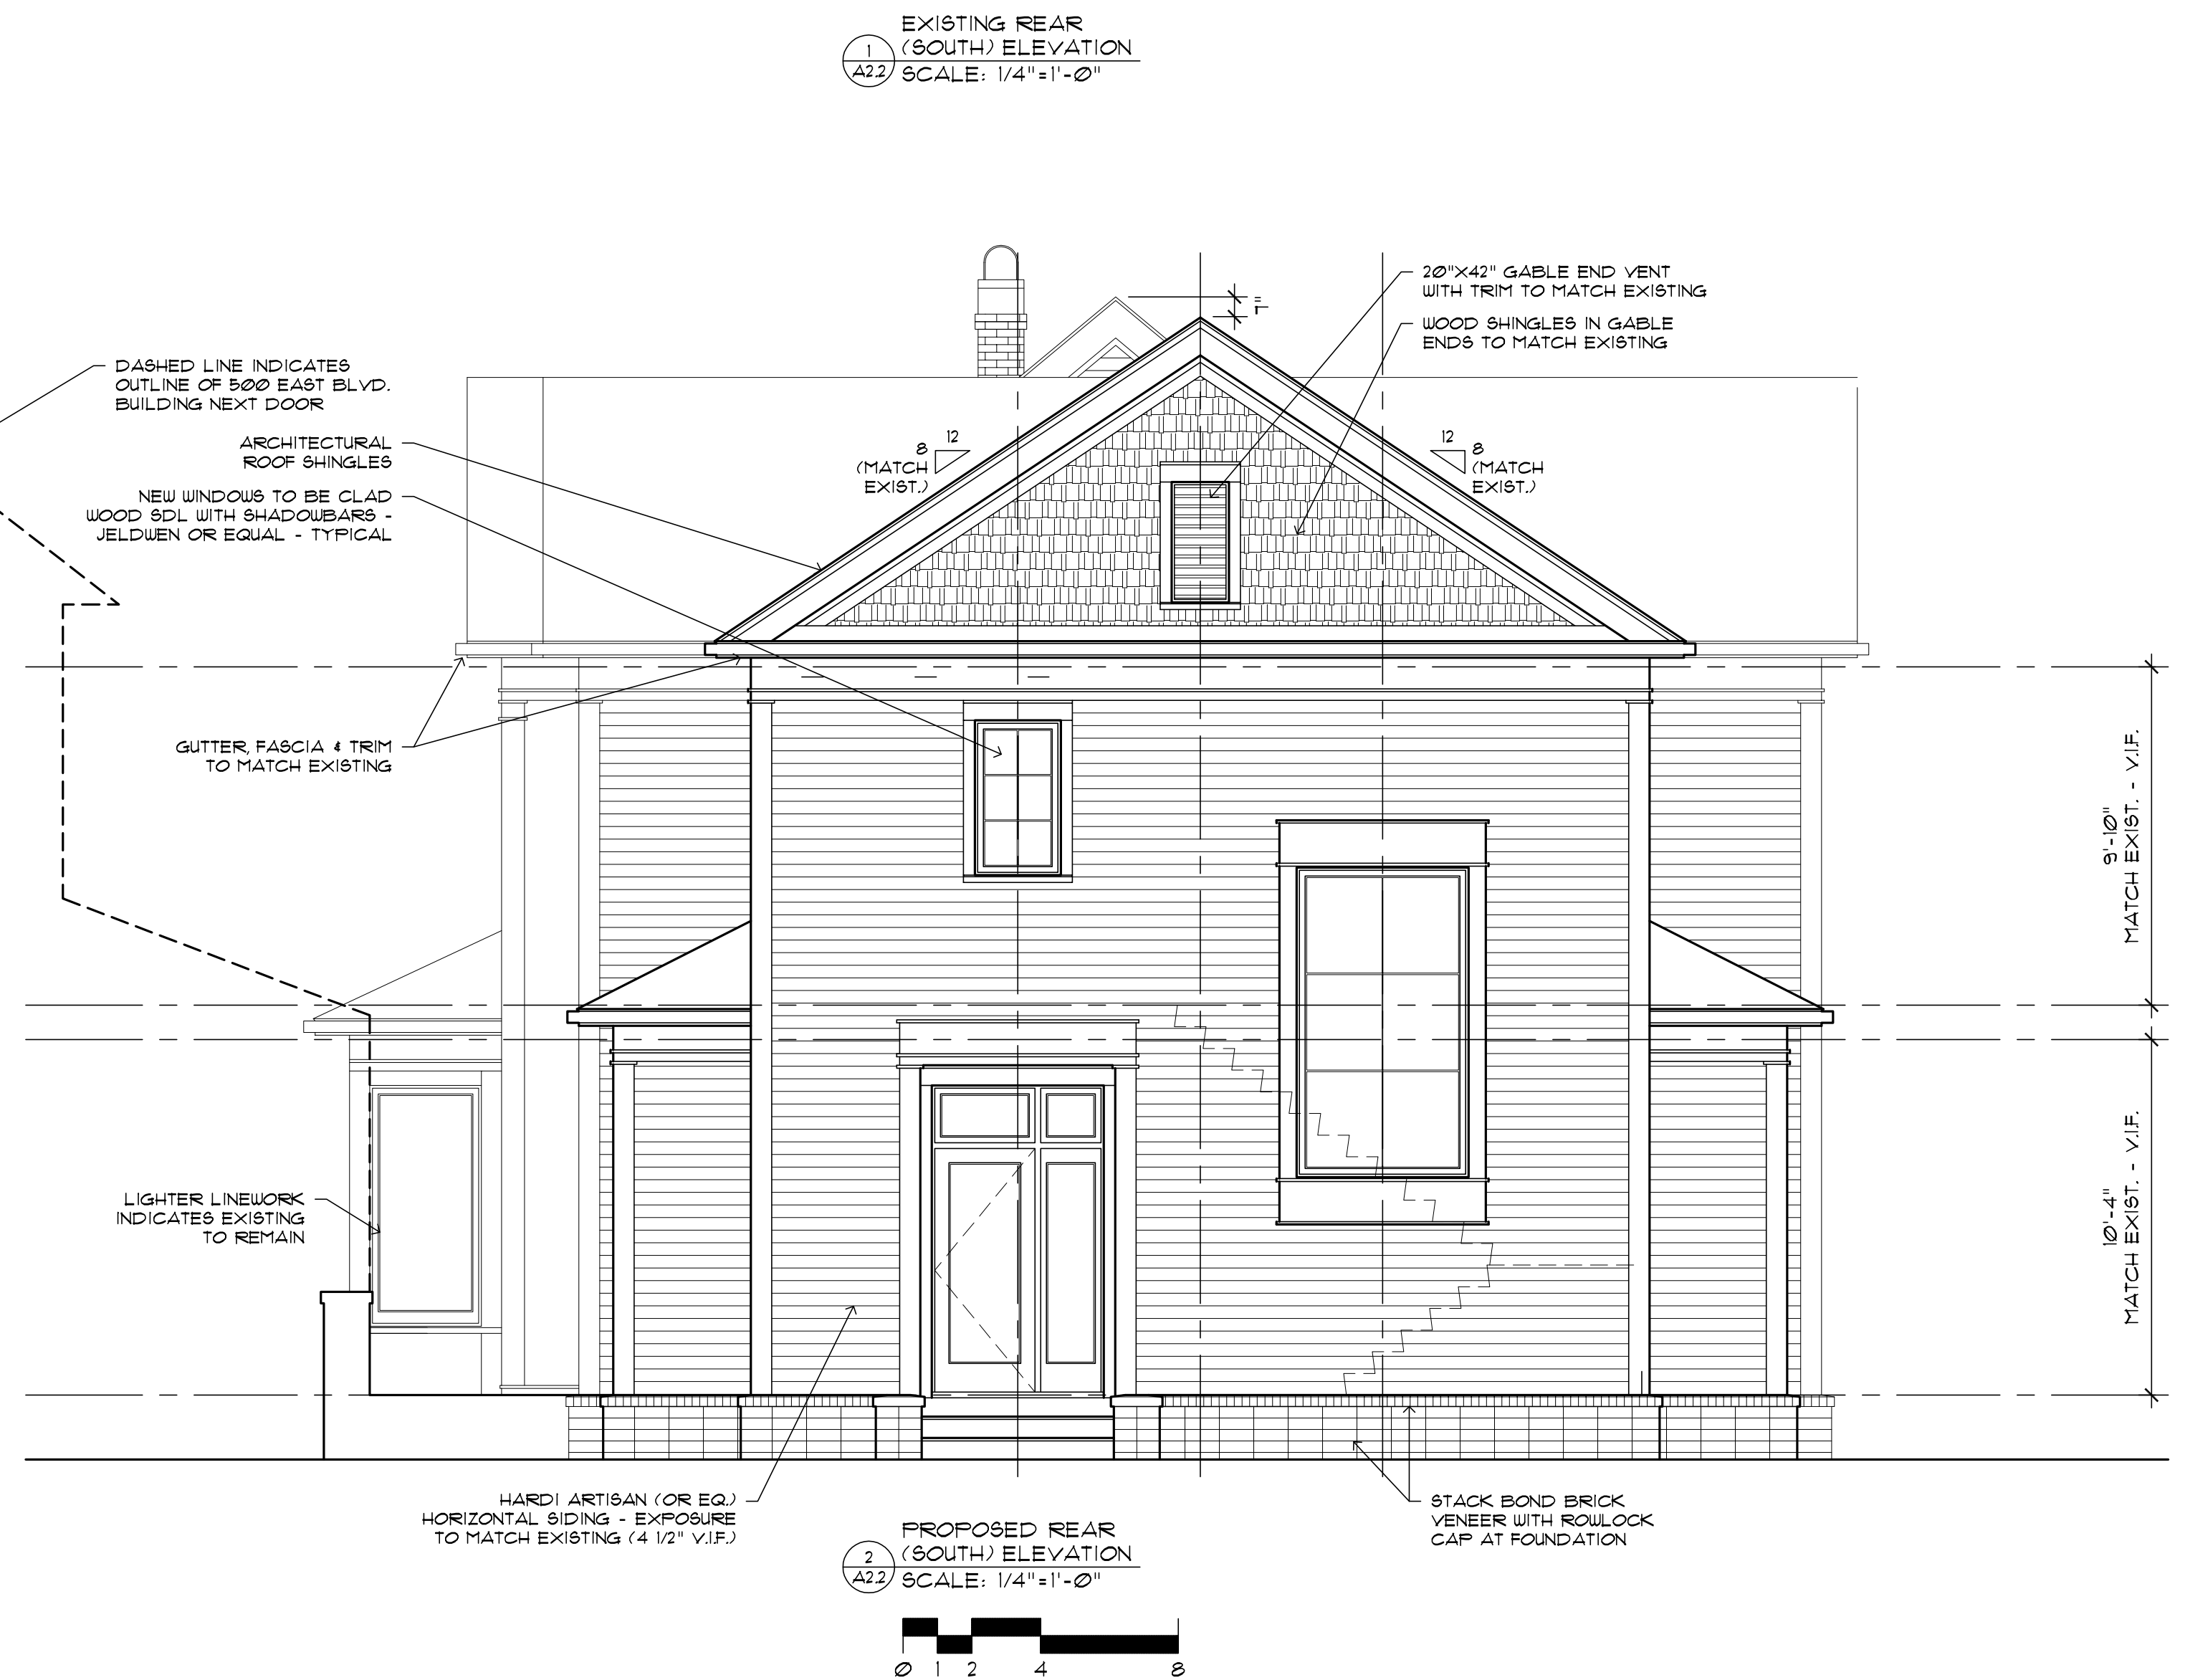 EXISTING REAR
(SOUTH) ELEVATION
SCALE: 1/4"=1'-0"
1
A2.2
20"X42" GABLE END VENT
WITH TRIM TO MATCH EXISTING
WOOD SHINGLES IN GABLE
ENDS TO MATCH EXISTING
1"
DASHED LINE INDICATES
OUTLINE OF 500 EAST BLVD.
BUILDING NEXT DOOR
ARCHITECTURAL
ROOF SHINGLES
NEW WINDOWS TO BE CLAD
WOOD SDL WITH SHADOWBARS -
JELDWEN OR EQUAL - TYPICAL
12
8
(MATCH
EXIST.)
12
8
(MATCH
EXIST.)
GUTTER, FASCIA & TRIM
TO MATCH EXISTING
9'-10"
MATCH EXIST. - V.I.F.
10'-4"
MATCH EXIST. - V.I.F.
LIGHTER LINEWORK
INDICATES EXISTING
TO REMAIN
HARDI ARTISAN (OR EQ.)
HORIZONTAL SIDING - EXPOSURE
TO MATCH EXISTING (4 1/2" V.I.F.)
STACK BOND BRICK
VENEER WITH ROWLOCK
CAP AT FOUNDATION
PROPOSED REAR
(SOUTH) ELEVATION
SCALE: 1/4"=1'-0"
2
A2.2
0 1 2 4 8